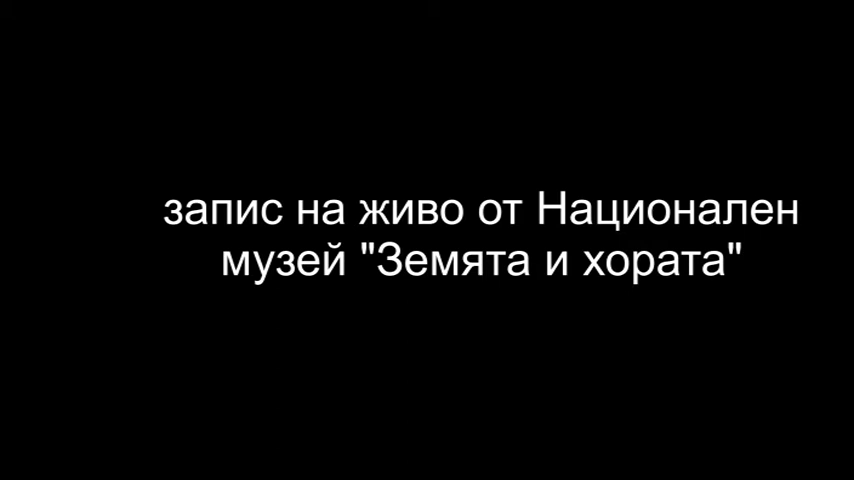 запис на живо от Национален
музей "Земята и хората"